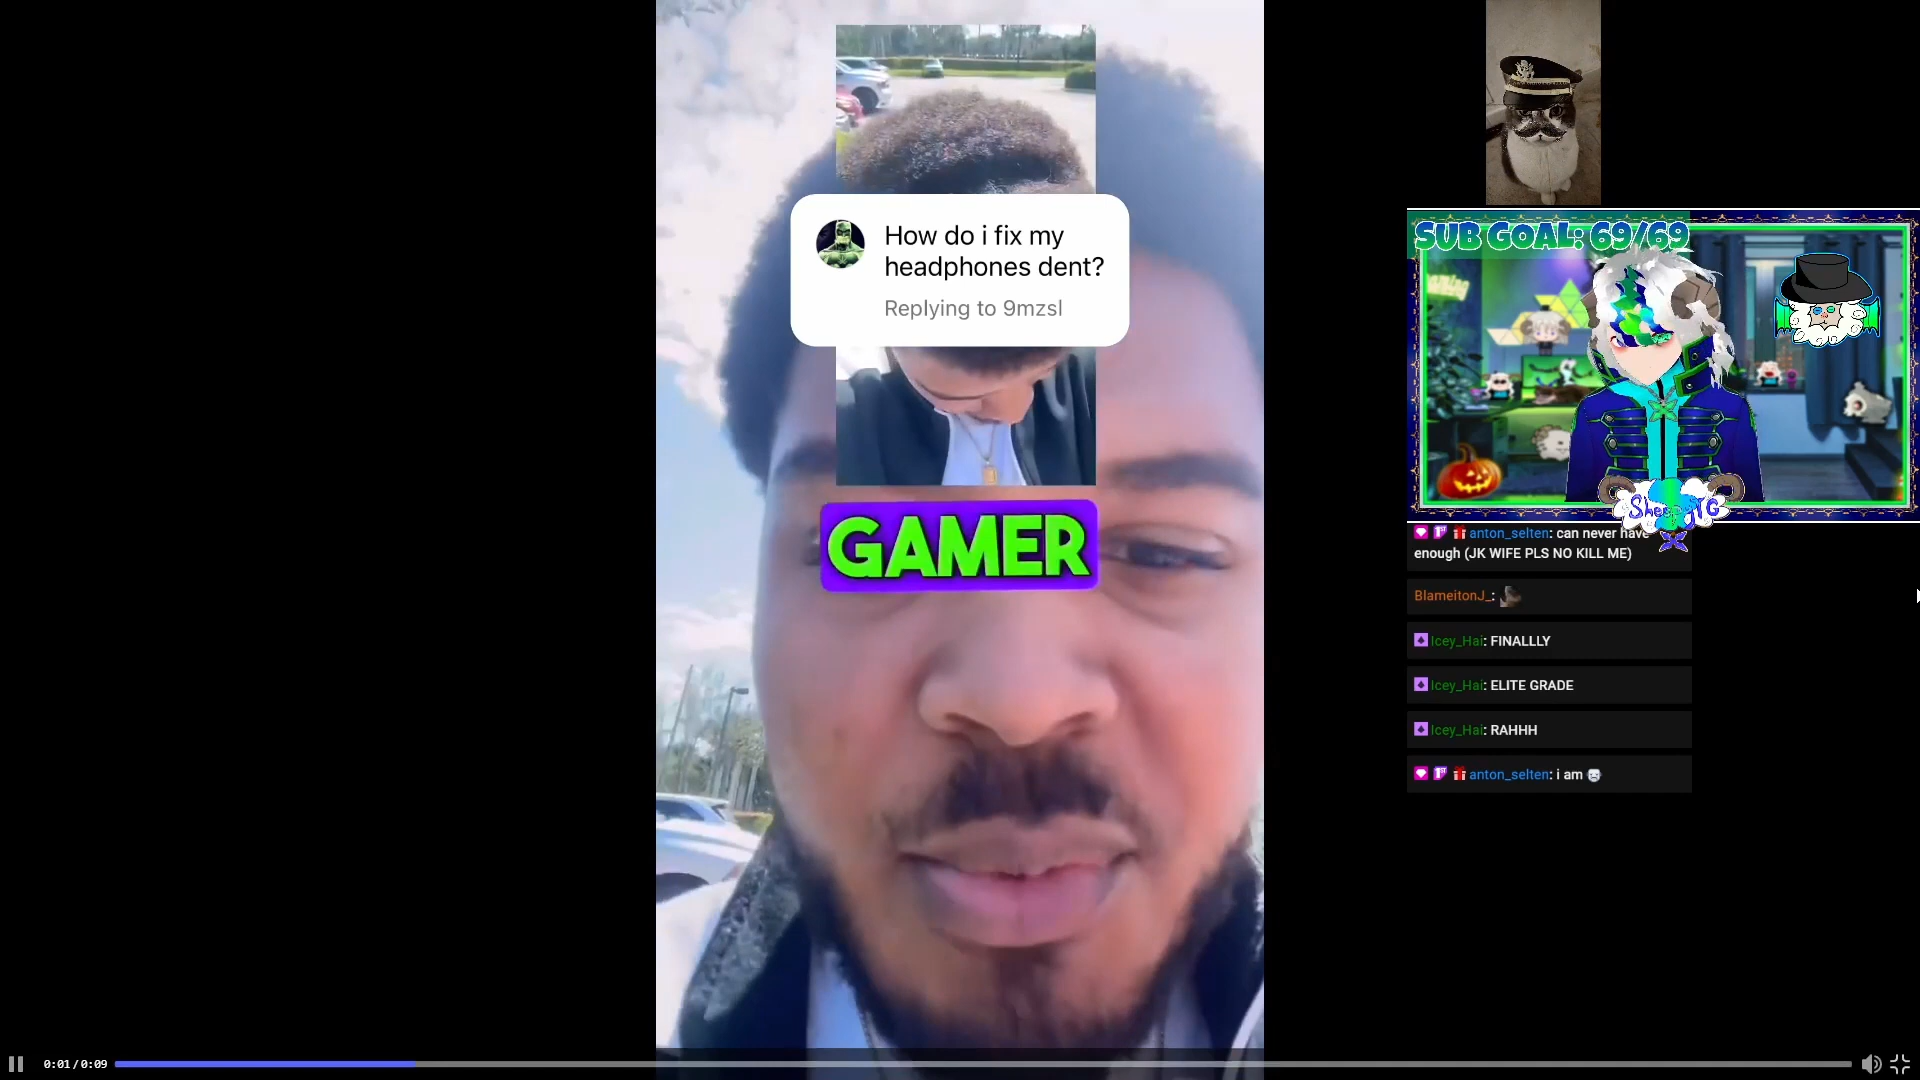 How do i fix my
headphones dent?
Replying to 9mzsl
GAMER
SUB GOAL: 69/69
SheepyTG
anton_selten: can never have
enough (JK WIFE PLS NO KILL ME)
BlameitonJ_:
Icey_Hai: FINALLLY
Icey_Hai: ELITE GRADE
Icey_Hai: RAHHH
anton_selten: i am
0:01/0:09